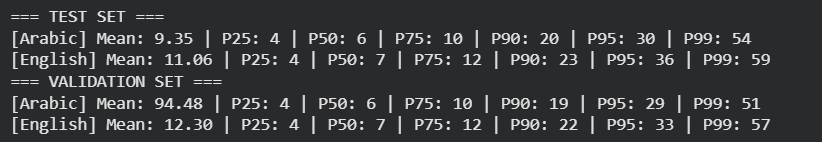 === TEST SET ===
[Arabic] Mean: 9.35 | P25: 4 | P50: 6 | P75: 10 | P90: 20 | P95: 30 | P99: 54
[English] Mean: 11.06 | P25: 4 | P50: 7 | P75: 12 | P90: 23 | P95: 36 | P99: 59
=== VALIDATION SET ===
[Arabic] Mean: 94.48 | P25: 4 | P50: 6 | P75: 10 | P90: 19 | P95: 29 | P99: 51
[English] Mean: 12.30 | P25: 4 | P50: 7 | P75: 12 | P90: 22 | P95: 33 | P99: 57